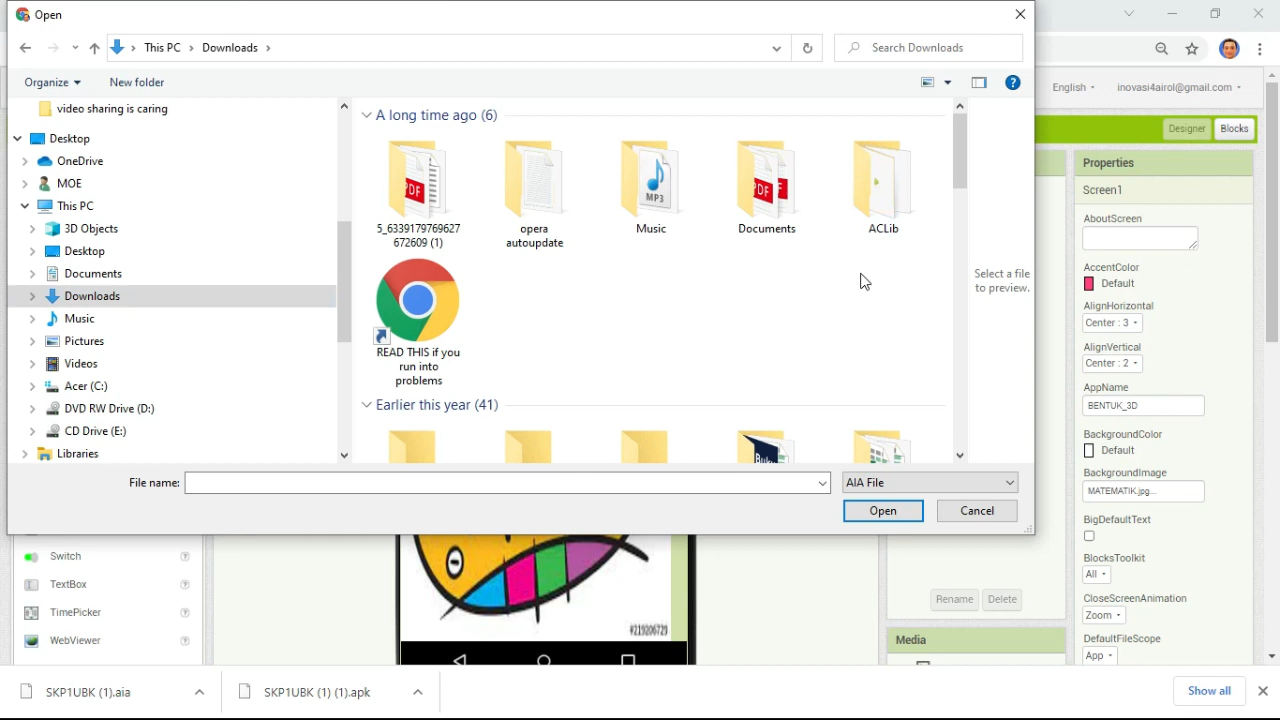 Open
This PC
Downloads
Search Downloads
Organize
New folder
video sharing is caring
Desktop
OneDrive
MOE
This PC
3D Objects
Desktop
Documents
Downloads
Music
Pictures
Videos
Acer (C:)
DVD RW Drive (D:)
CD Drive (E:)
Libraries
A long time ago (6)
PDF
MP3
PDF
5_6339179769627
672609 (1)
opera
autoupdate
Music
Documents
ACLib
READ THIS if you
run into
problems
Earlier this year (41)
Select a file
to preview.
File name:
AIA File
Open
Cancel
English
inovasi4airol@gmail.com
Designer
Blocks
Properties
Screen1
AboutScreen
AccentColor
Default
AlignHorizontal
Center : 3
AlignVertical
Center : 2
AppName
BENTUK_3D
BackgroundColor
Default
BackgroundImage
MATEMATIK.jpg...
BigDefaultText
BlocksToolkit
All
CloseScreenAnimation
Zoom
DefaultFileScope
App
Rename
Delete
Media
Switch
TextBox
TimePicker
WebViewer
#219206729
SKP1UBK (1).aia
SKP1UBK (1) (1).apk
Show all